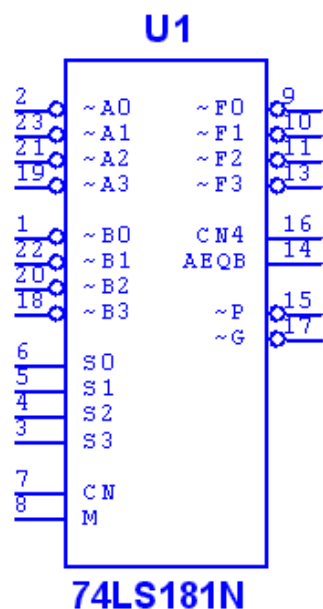 U1
2 ~A0 ~F0 9
23 ~A1 ~F1 10
21 ~A2 ~F2 11
19 ~A3 ~F3 13
1 ~B0 CN4 16
22 ~B1 AEQB 14
20 ~B2
18 ~B3 ~P 15
~G 17
6 S0
5 S1
4 S2
3 S3
7 CN
8 M
74LS181N